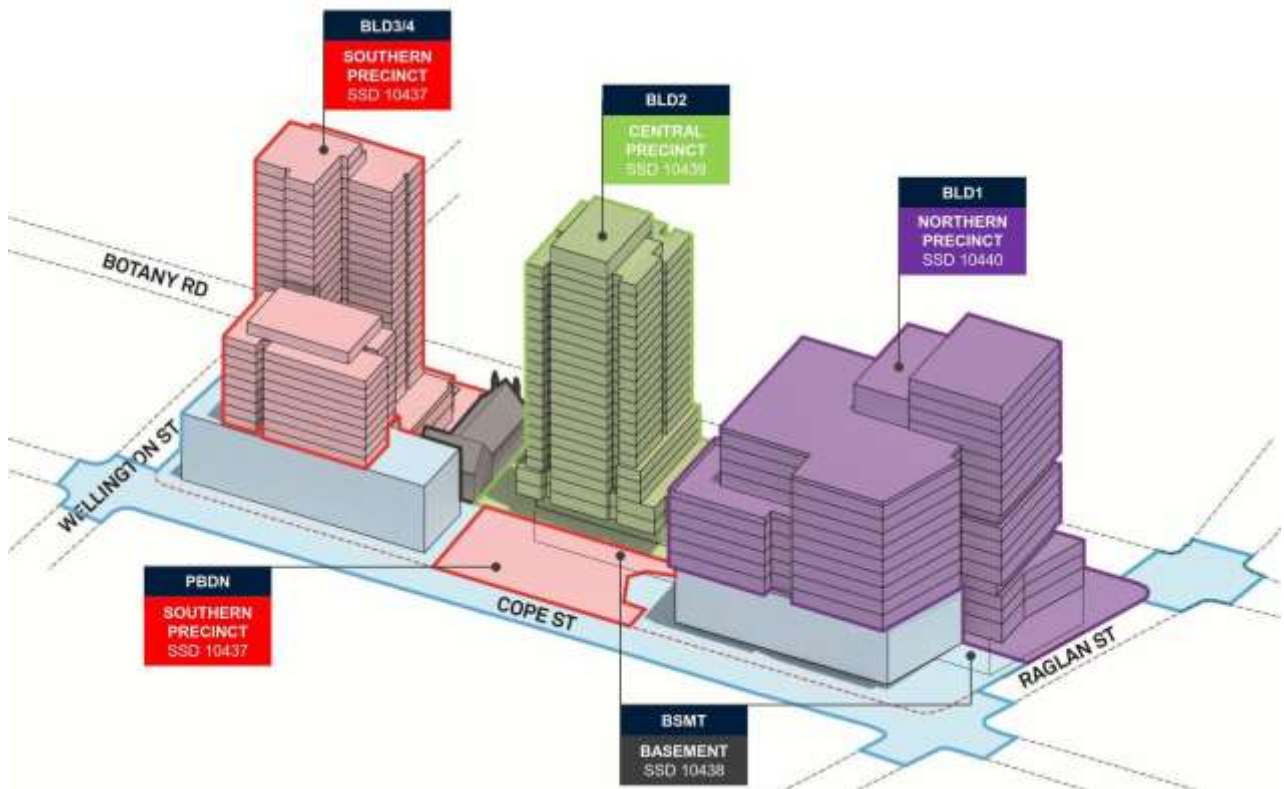 BLD3/4
SOUTHERN
PRECINCT
SSD 10437
BLD2
CENTRAL
PRECINCT
SSD 10439
BLD1
NORTHERN
PRECINCT
SSD 10440
BOTANY RD
WELLINGTON ST
PBDN
SOUTHERN
PRECINCT
SSD 10437
COPE ST
RAGLAN ST
BSMT
BASEMENT
SSD 10438